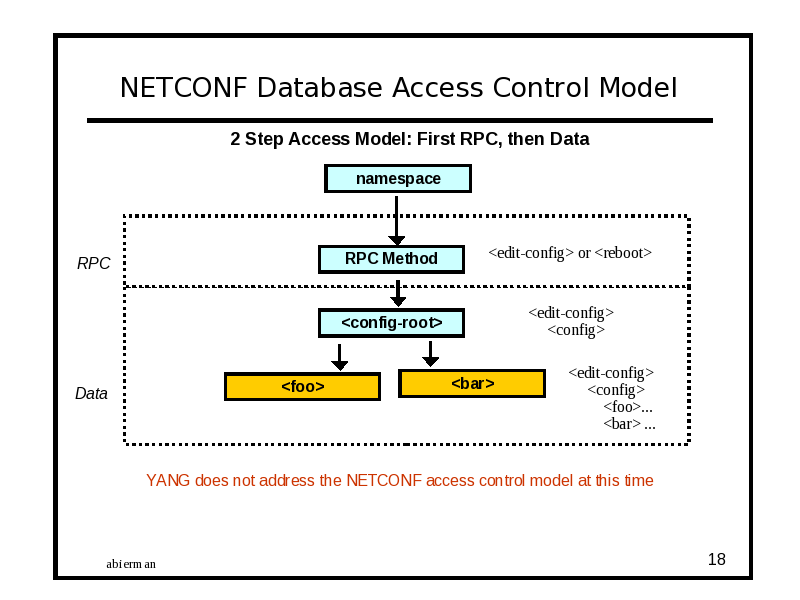 NETCONF Database Access Control Model
2 Step Access Model: First RPC, then Data
namespace
RPC
RPC Method
<edit-config> or <reboot>
<config-root>
<edit-config>
<config>
Data
<foo>
<bar>
<edit-config>
<config>
<foo>...
<bar> ...
YANG does not address the NETCONF access control model at this time
abierman
18